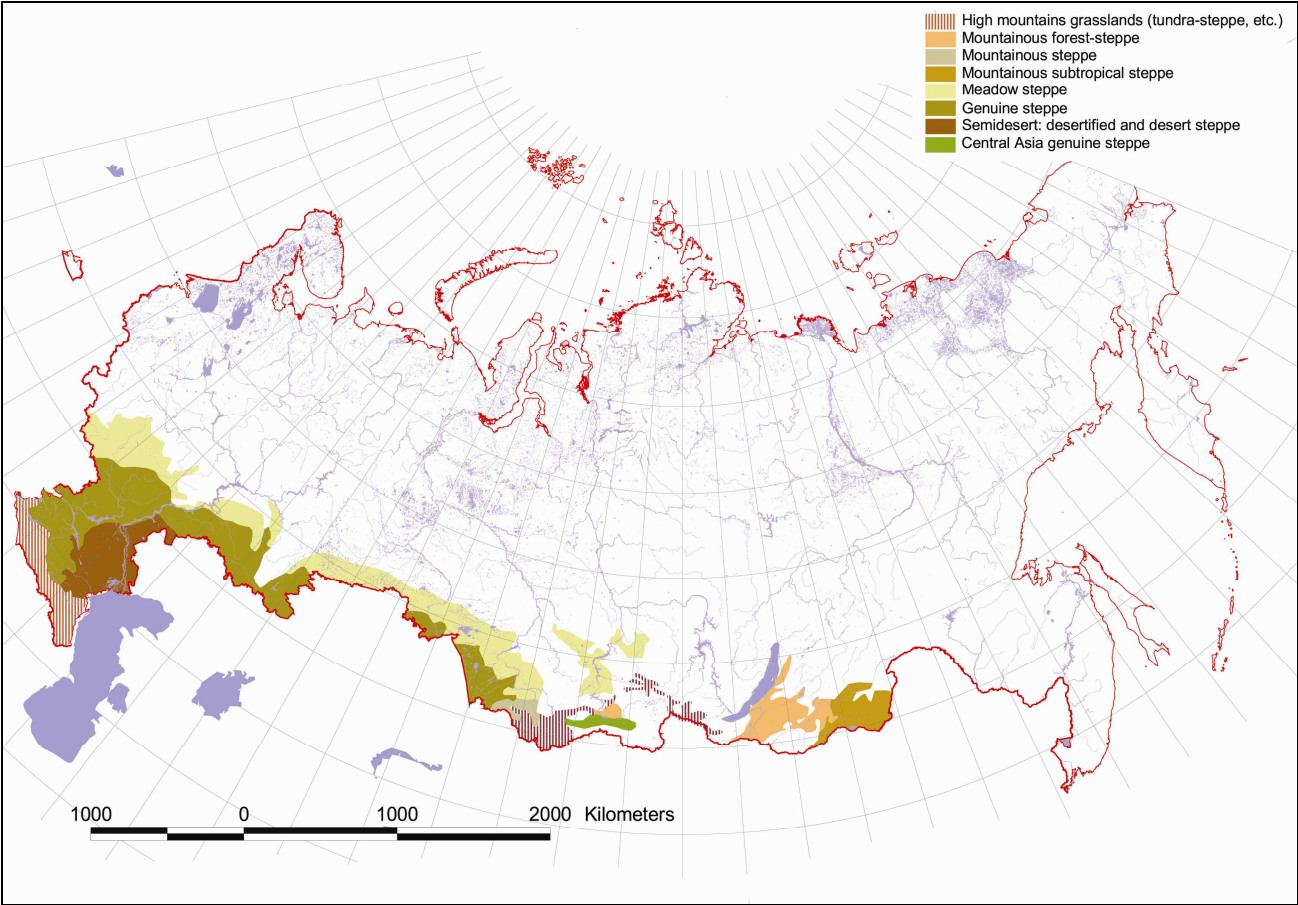 High mountains grasslands (tundra-steppe, etc.)
Mountainous forest-steppe
Mountainous steppe
Mountainous subtropical steppe
Meadow steppe
Genuine steppe
Semidesert: desertified and desert steppe
Central Asia genuine steppe
1000 0 1000 2000 Kilometers